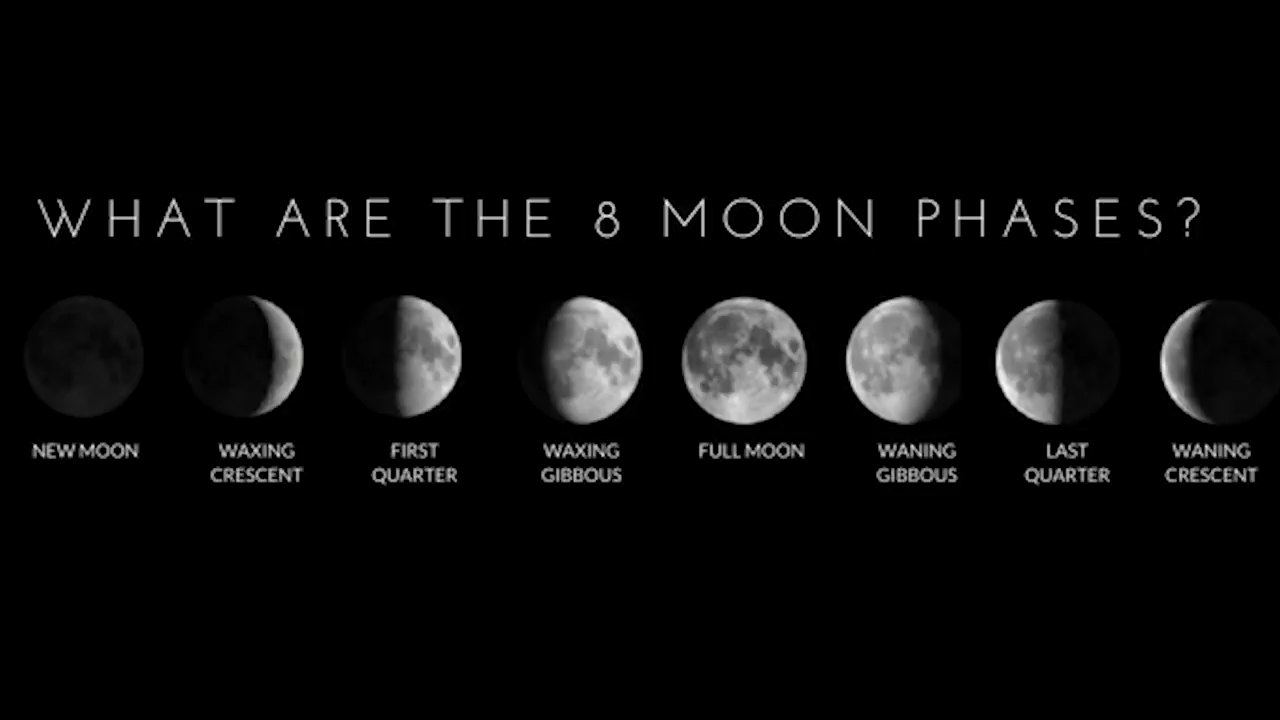 WHAT ARE THE 8 MOON PHASES?
NEW MOON
WAXING
CRESCENT
FIRST
QUARTER
WAXING
GIBBOUS
FULL MOON
WANING
GIBBOUS
LAST
QUARTER
WANING
CRESCENT